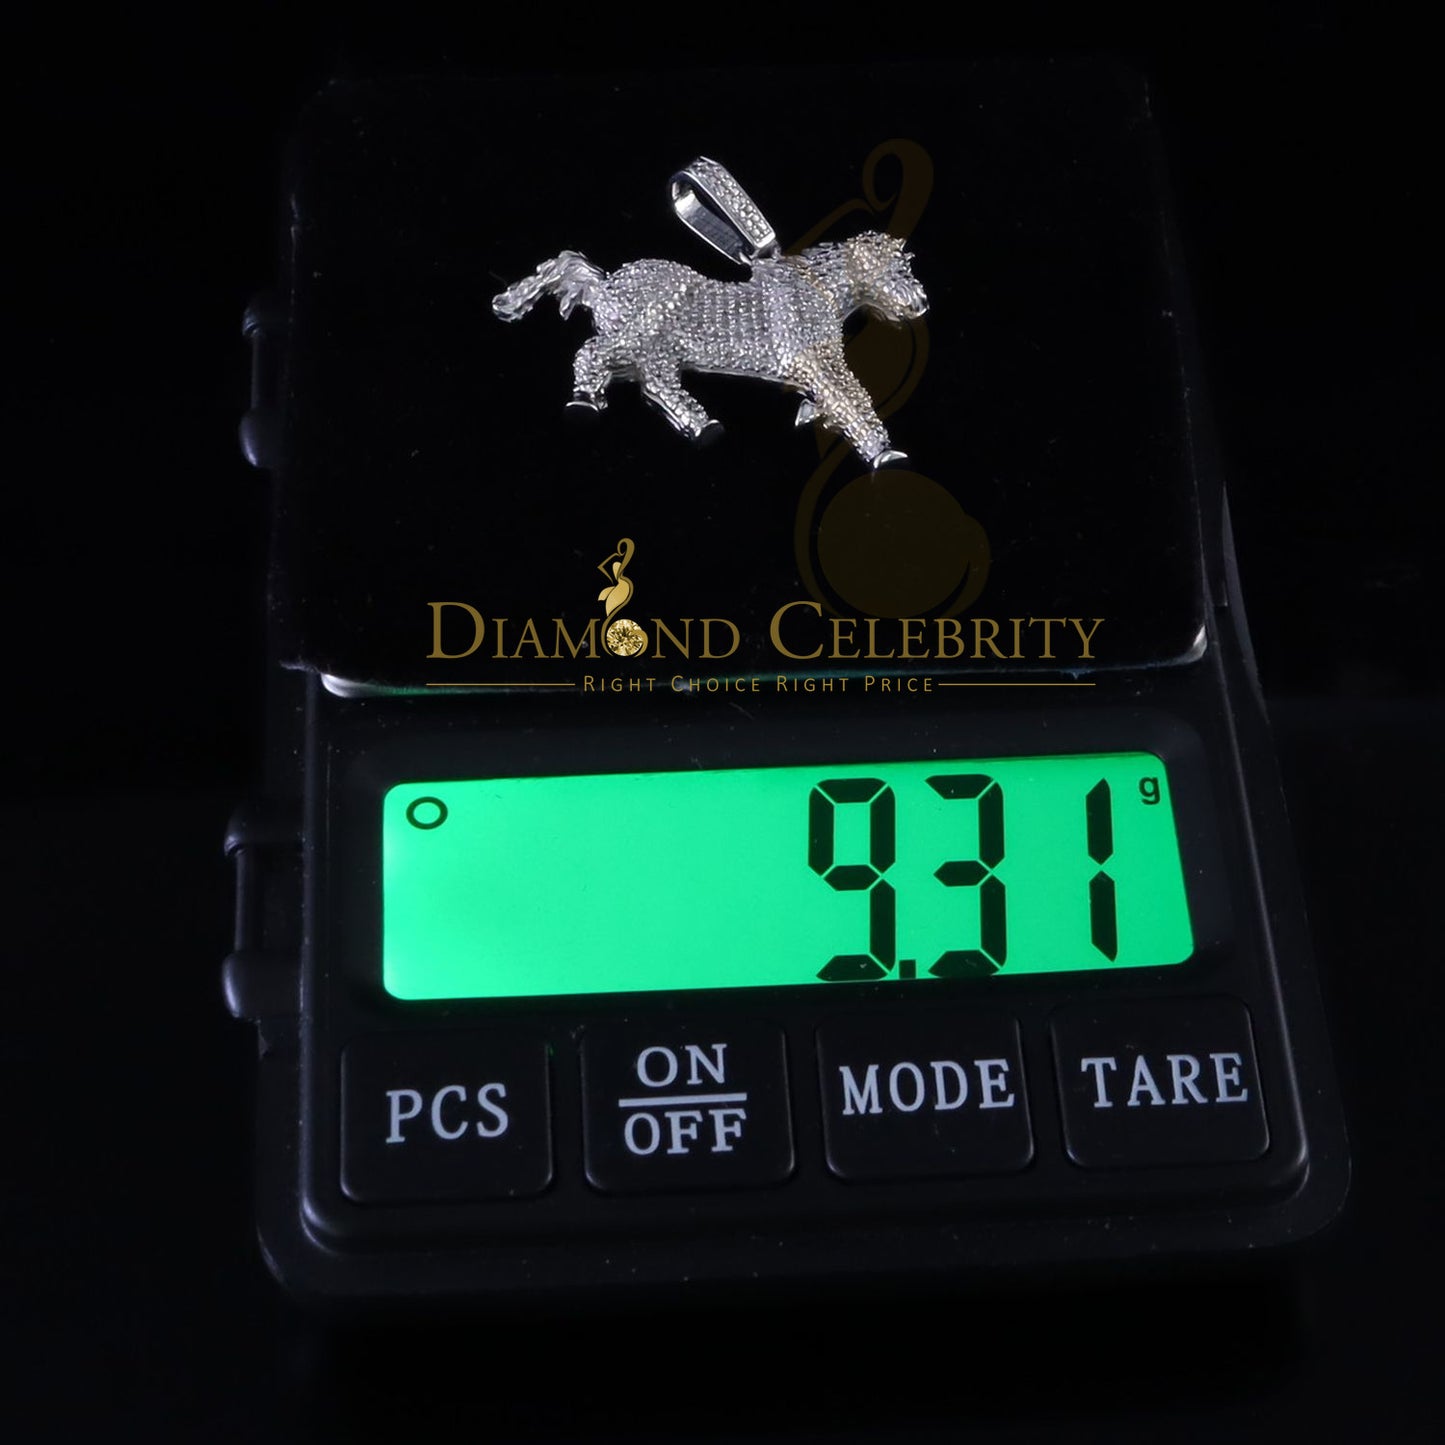 DIAMOND CELEBRITY
RIGHT CHOICE RIGHT PRICE
9.31 g
PCS
ON
OFF
MODE
TARE